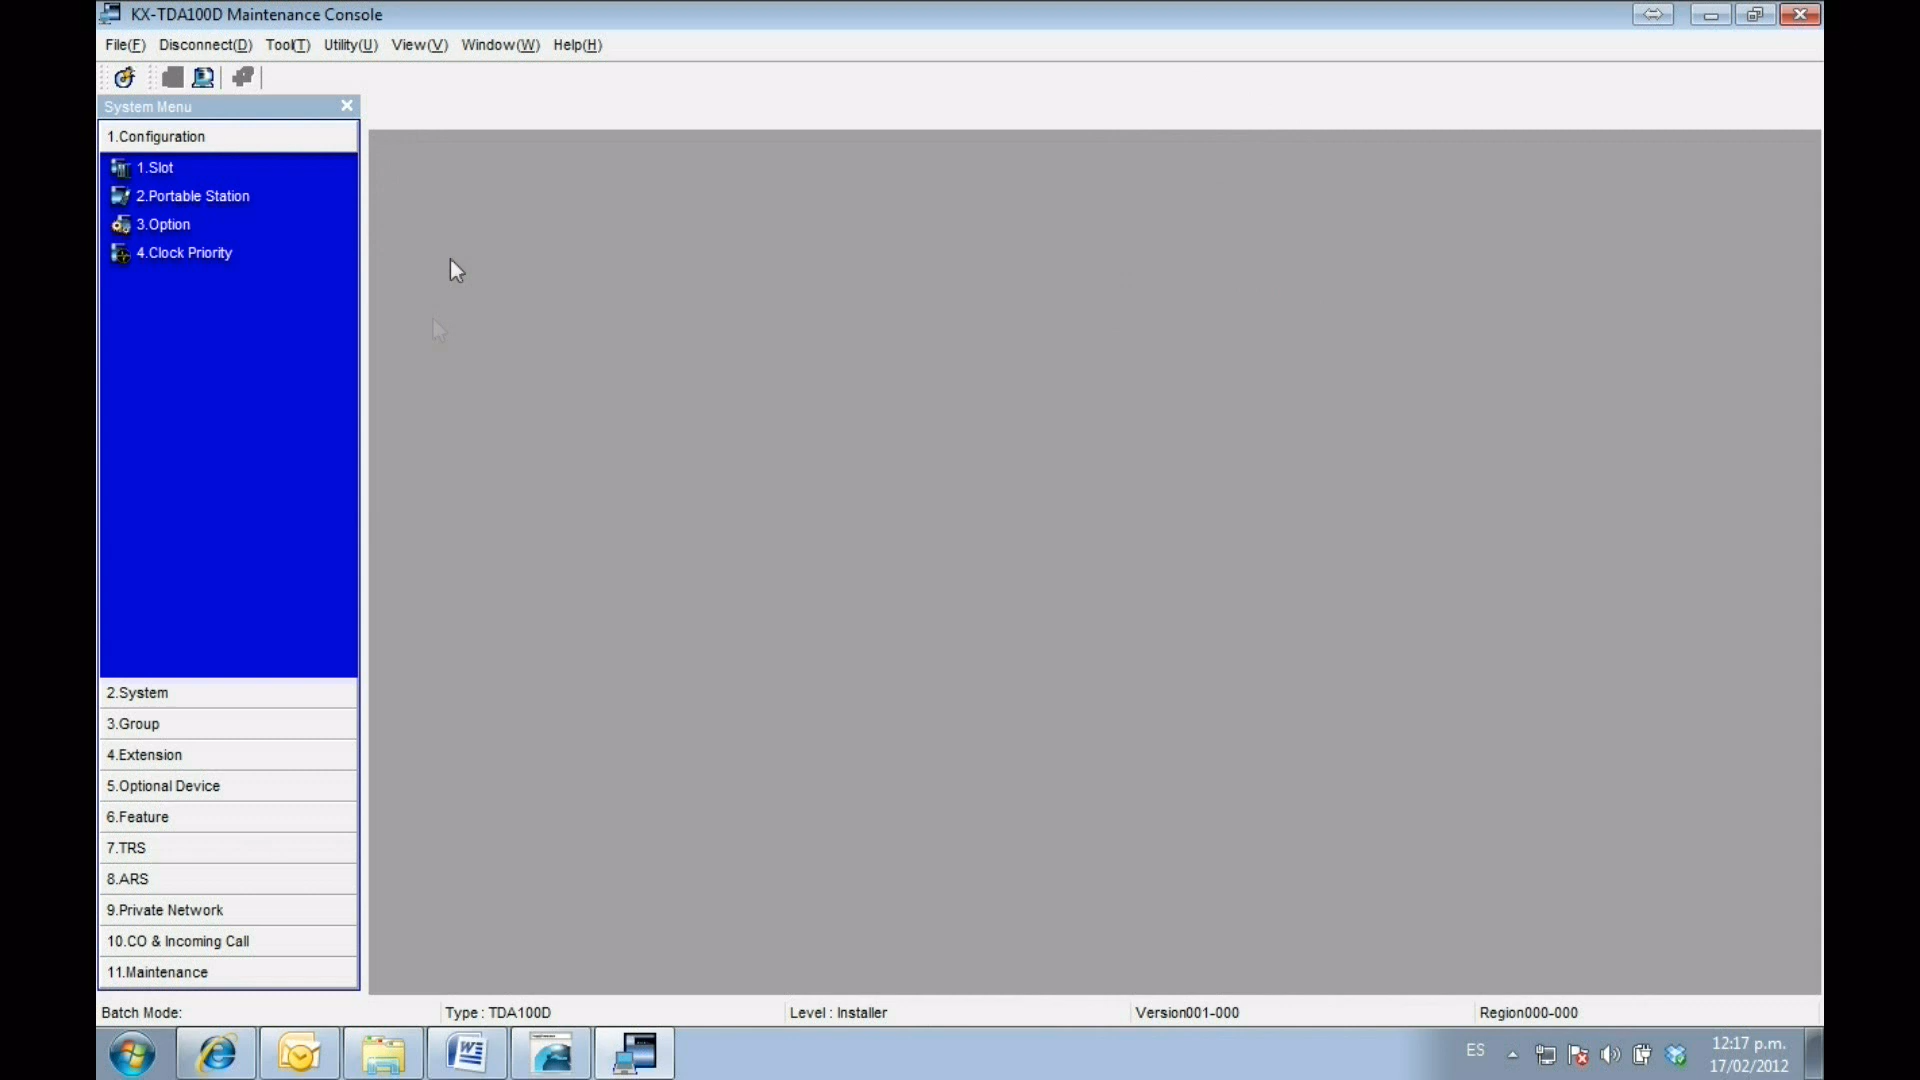 KX-TDA100D Maintenance Console
File(F) Disconnect(D) Tool(T) Utility(U) View(V) Window(W) Help(H)
System Menu
1.Configuration
1.Slot
2.Portable Station
3.Option
4.Clock Priority
2.System
3.Group
4.Extension
5.Optional Device
6.Feature
7.TRS
8.ARS
9.Private Network
10.CO & Incoming Call
11.Maintenance
Batch Mode: Type : TDA100D Level : Installer Version001-000 Region000-000
ES
12:17 p.m.
17/02/2012